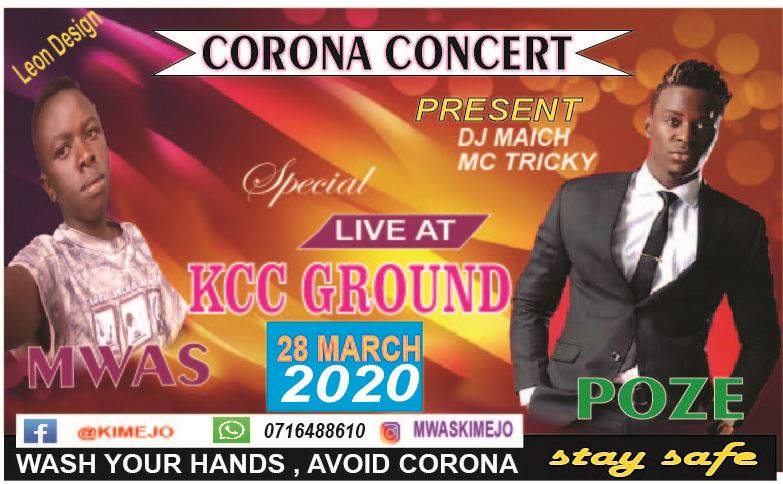 Leon Design
CORONA CONCERT
PRESENT
DJ MAICH
MC TRICKY
Special
LIVE AT
KCC GROUND
28 MARCH
2020
MWAS
POZE
@KIMEJO 0716488610 MWASKIMEJO
WASH YOUR HANDS , AVOID CORONA stay safe